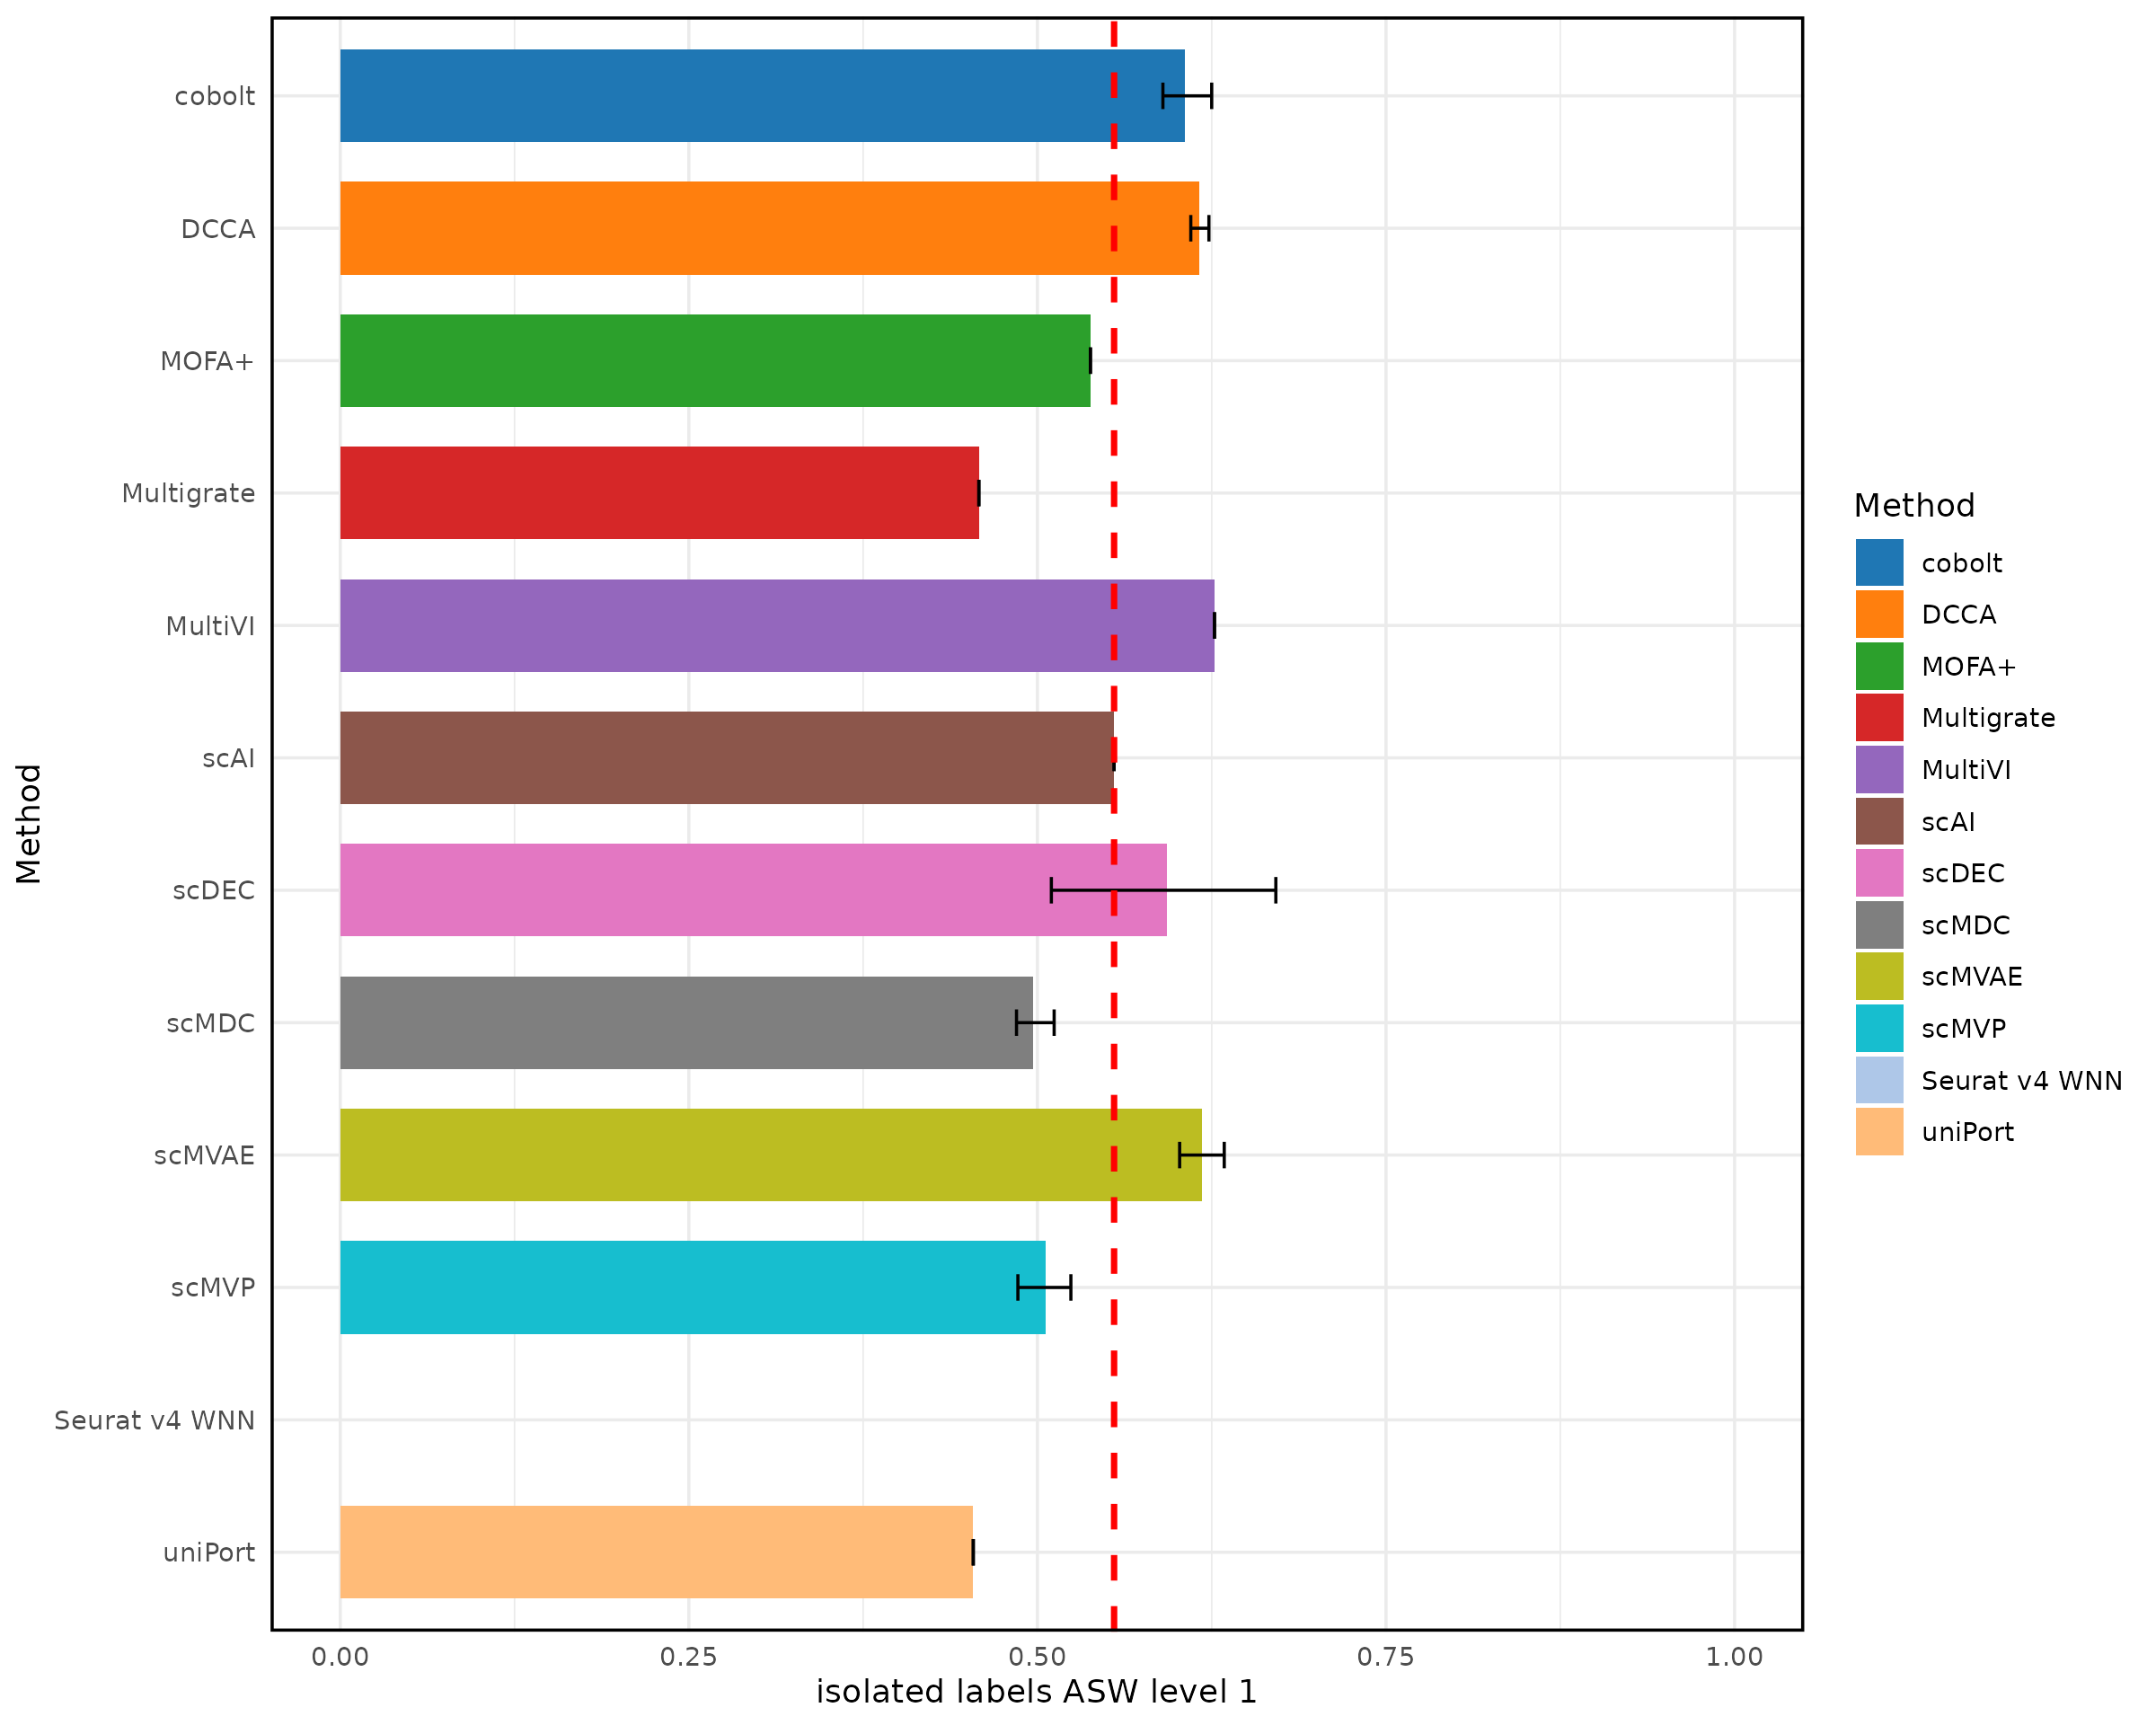 cobolt
DCCA
MOFA+
Multigrate
MultiVI
scAI
scDEC
scMDC
scMVAE
scMVP
Seurat v4 WNN
uniPort
Method
0.00 0.25 0.50 0.75 1.00
isolated labels ASW level 1
Method
cobolt
DCCA
MOFA+
Multigrate
MultiVI
scAI
scDEC
scMDC
scMVAE
scMVP
Seurat v4 WNN
uniPort